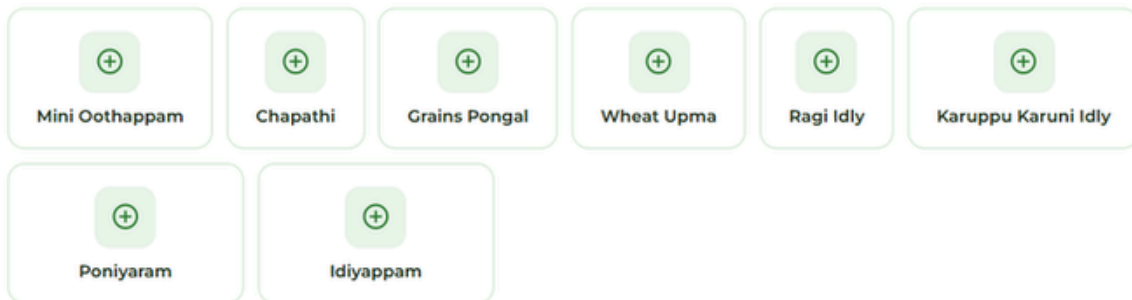 Mini Oothappam
Chapathi
Grains Pongal
Wheat Upma
Ragi Idly
Karuppu Karuni Idly
Poniyaram
Idiyappam